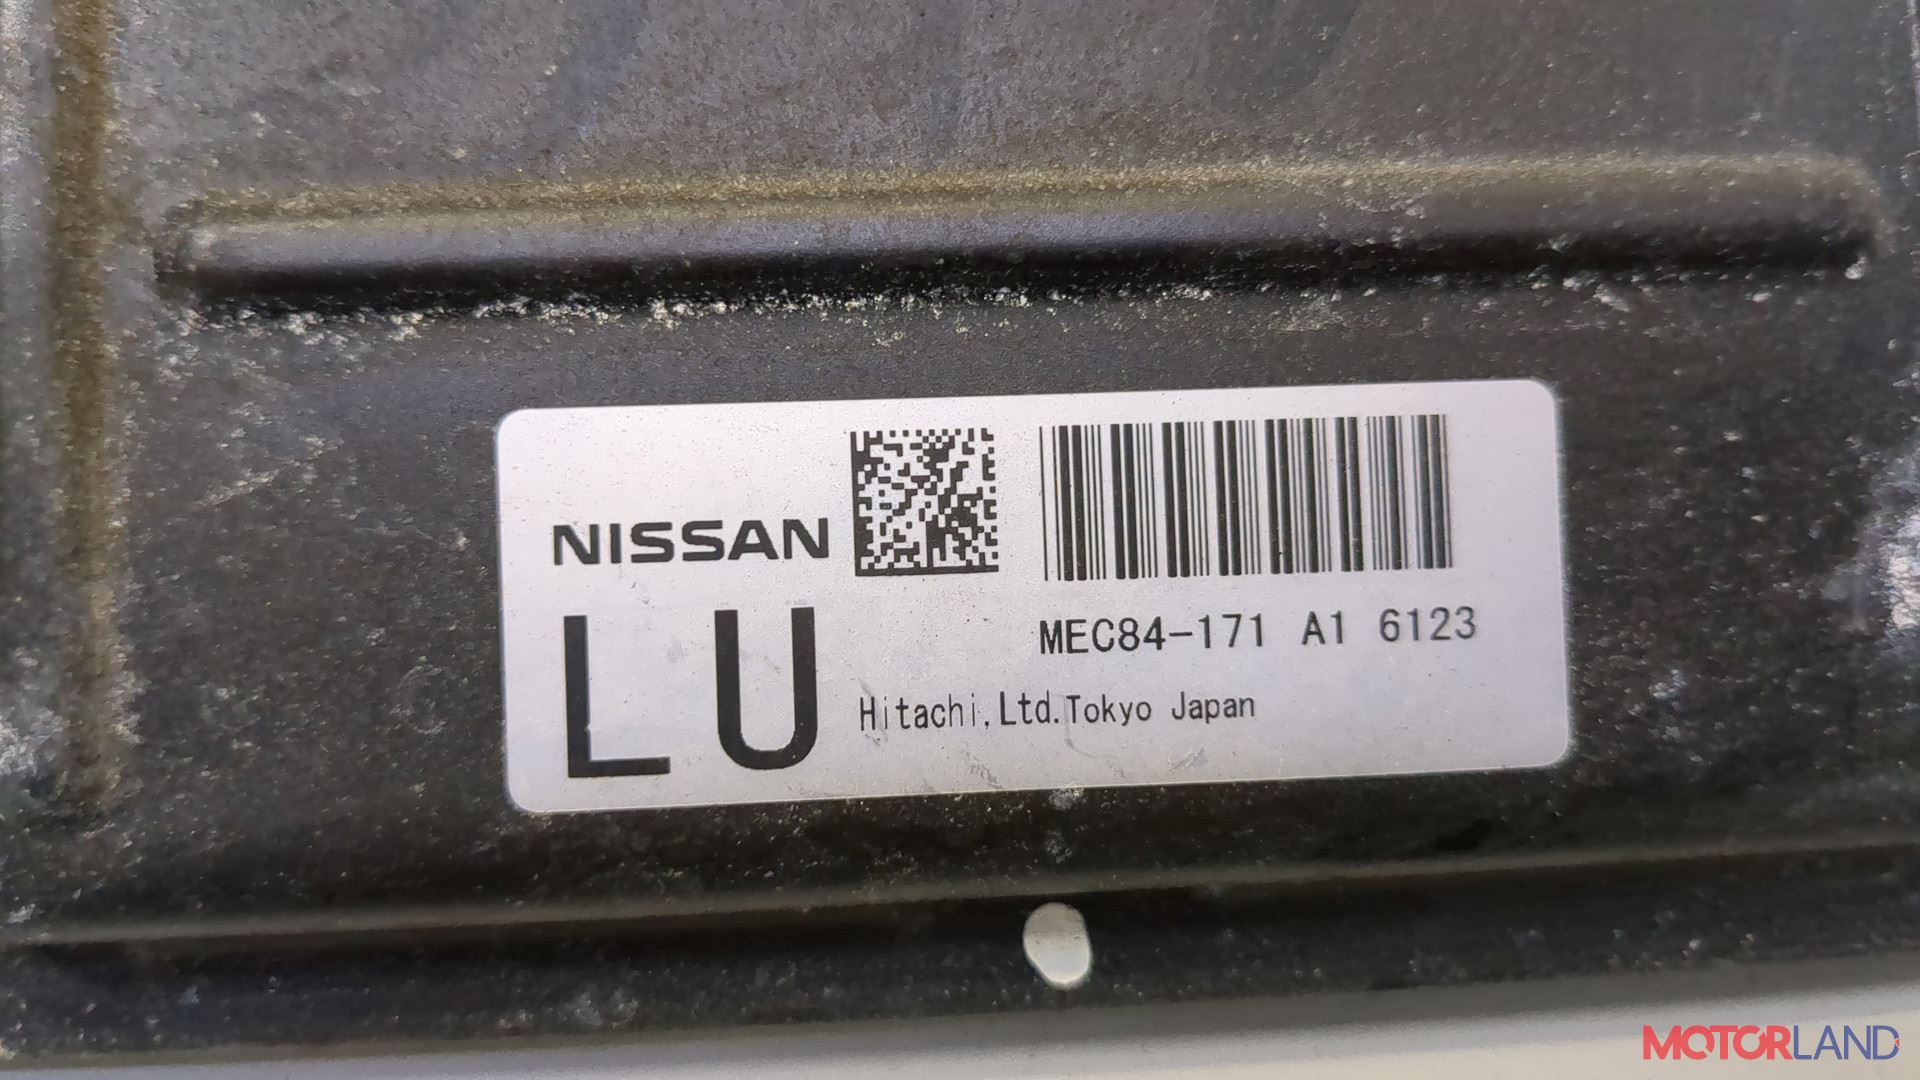 NISSAN
LU
MEC84-171 A1 6123
Hitachi,Ltd.Tokyo Japan
MOTORLAND